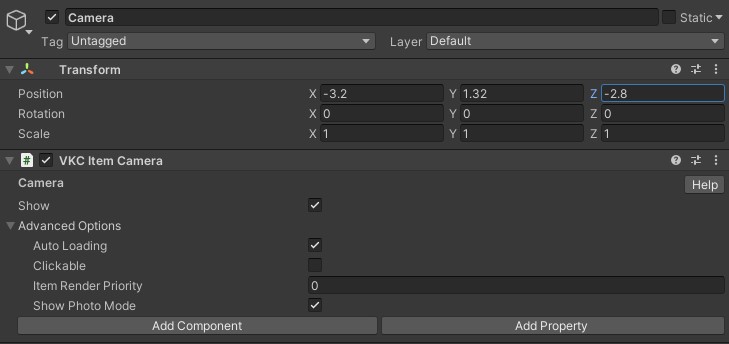 Camera Static
Tag Untagged Layer Default
Transform
Position X -3.2 Y 1.32 Z -2.8
Rotation X 0 Y 0 Z 0
Scale X 1 Y 1 Z 1
# VKC Item Camera
Camera Help
Show
Advanced Options
Auto Loading
Clickable
Item Render Priority 0
Show Photo Mode
Add Component Add Property